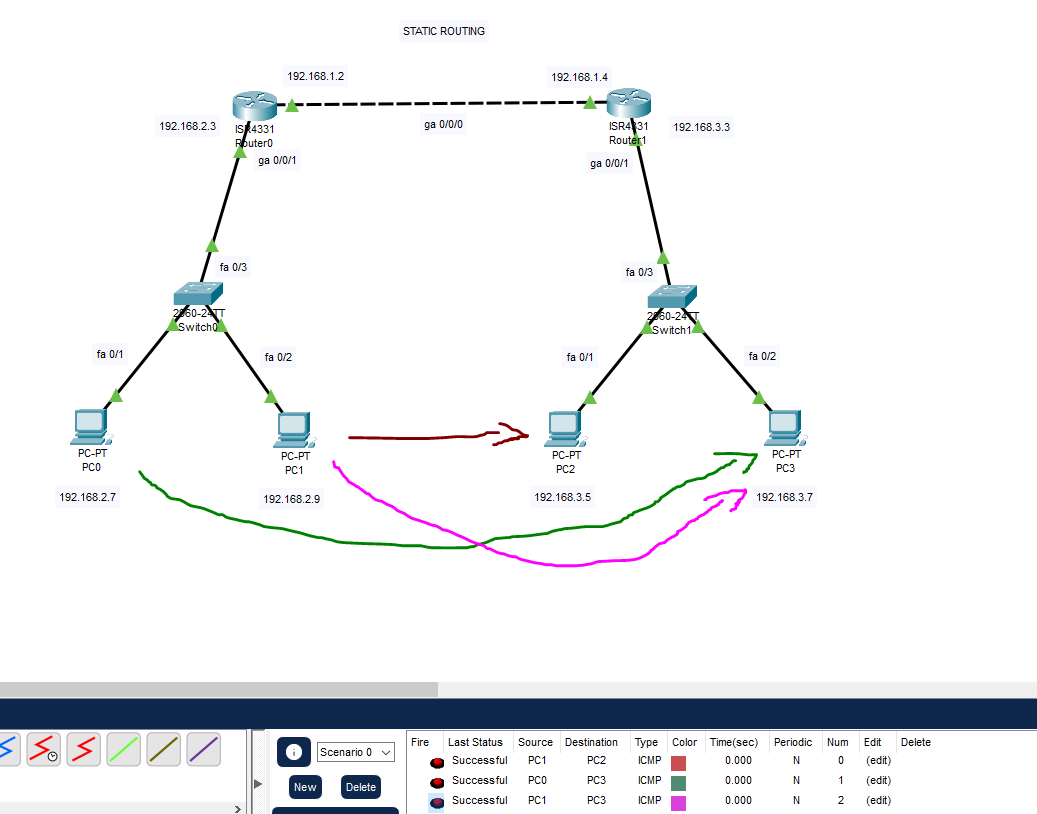 STATIC ROUTING
192.168.1.2
192.168.1.4
192.168.2.3
ISR4331
Router0
ga 0/0/0
ISR4331
Router1
192.168.3.3
ga 0/0/1
ga 0/0/1
fa 0/3
fa 0/3
2960-24TT
Switch0
2960-24TT
Switch1
fa 0/1
fa 0/2
fa 0/1
fa 0/2
PC-PT
PC0
PC-PT
PC1
PC-PT
PC2
PC-PT
PC3
192.168.2.7
192.168.2.9
192.168.3.5
192.168.3.7
Scenario 0
New
Delete
Fire Last Status Source Destination Type Color Time(sec) Periodic Num Edit Delete
Successful PC1 PC2 ICMP 0.000 N 0 (edit)
Successful PC0 PC3 ICMP 0.000 N 1 (edit)
Successful PC1 PC3 ICMP 0.000 N 2 (edit)